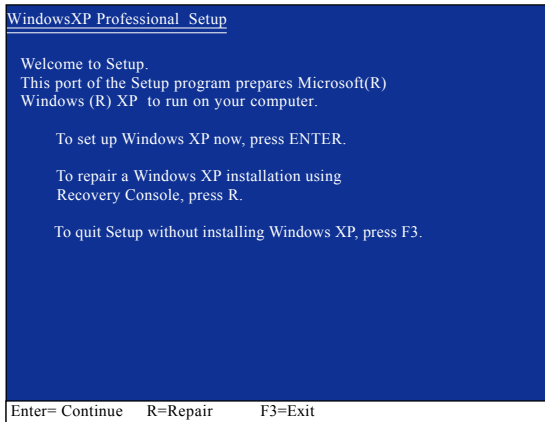 WindowsXP Professional Setup
Welcome to Setup.
This port of the Setup program prepares Microsoft(R)
Windows (R) XP to run on your computer.
To set up Windows XP now, press ENTER.
To repair a Windows XP installation using
Recovery Console, press R.
To quit Setup without installing Windows XP, press F3.
Enter= Continue R=Repair F3=Exit